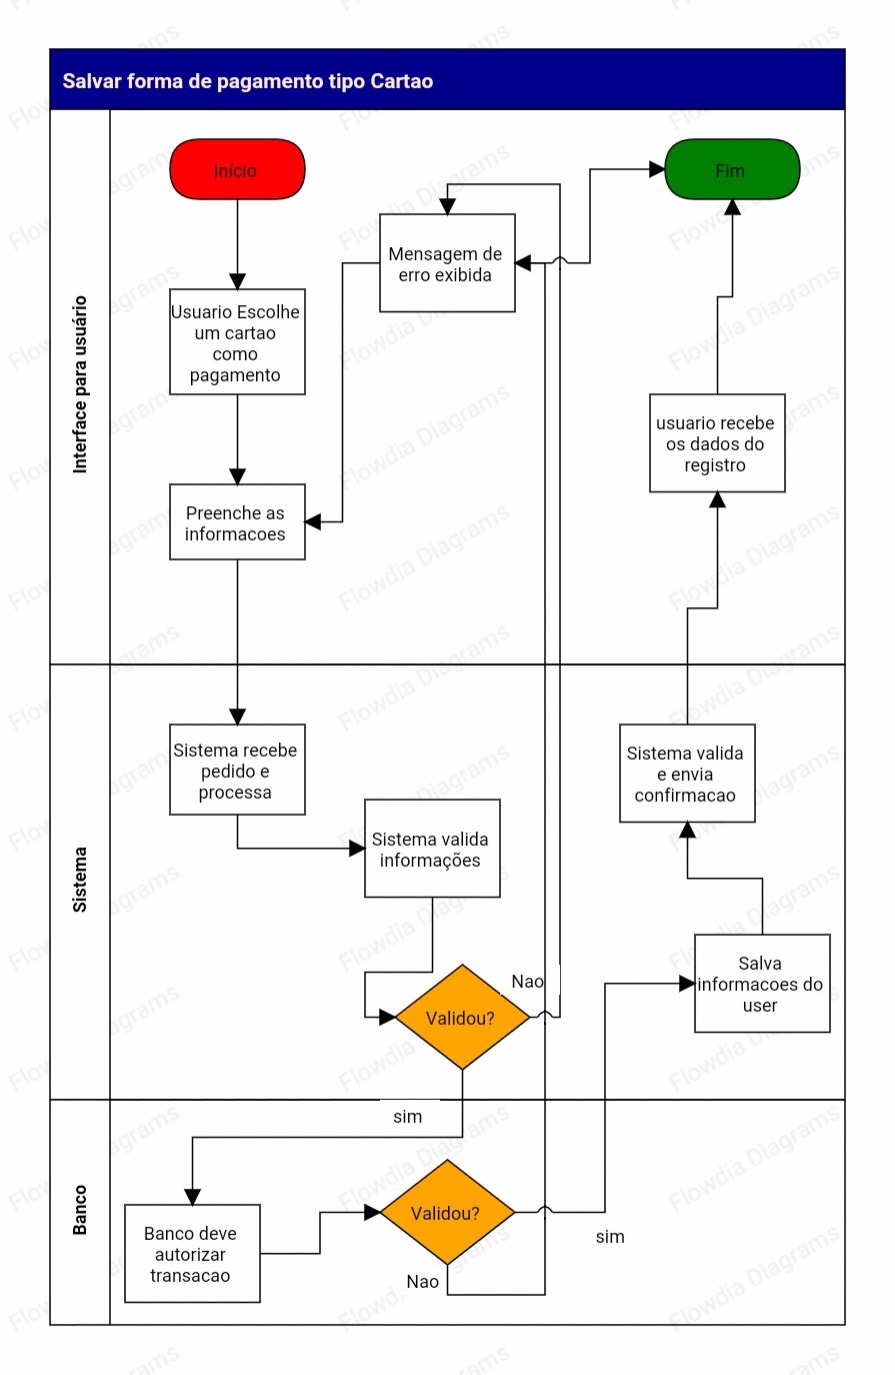 Salvar forma de pagamento tipo Cartao
Interface para usuário
Início
Fim
Mensagem de
erro exibida
Usuario Escolhe
um cartao
como
pagamento
usuario recebe
os dados do
registro
Preenche as
informacoes
Sistema
Sistema recebe
pedido e
processa
Sistema valida
e envia
confirmacao
Sistema valida
informações
Salva
informacoes do
user
Nao
Validou?
Banco
sim
Validou?
Banco deve
autorizar
transacao
sim
Nao
Flowdia Diagrams